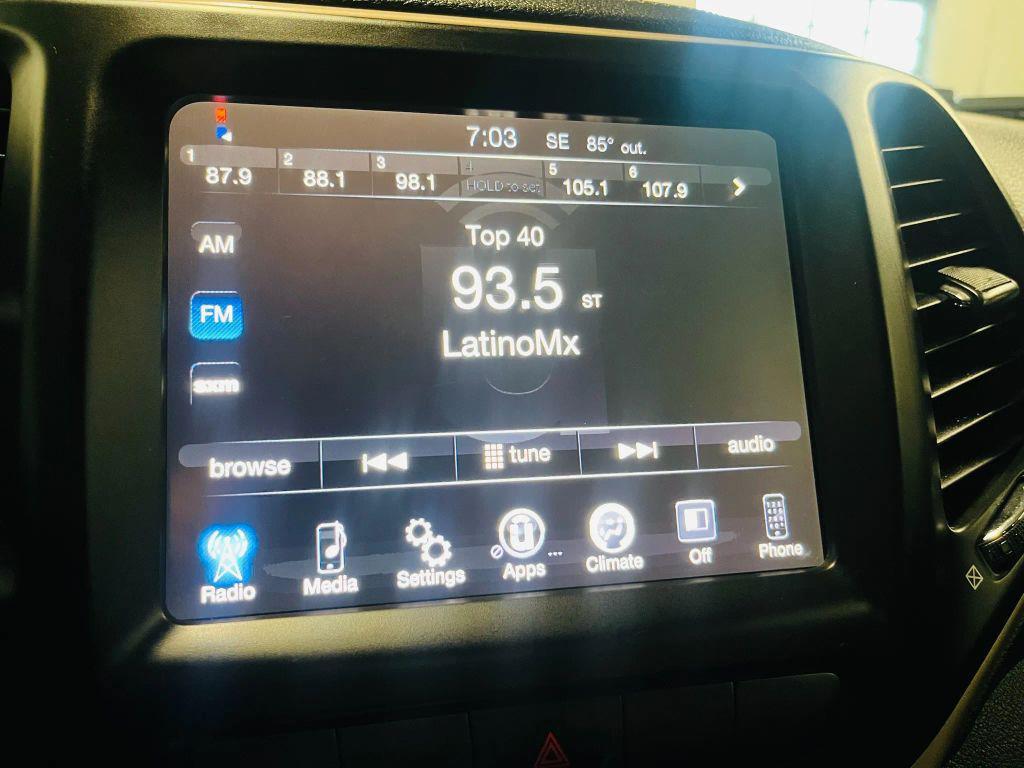 7:03 SE 85° out.
1 2 3 4 5 6
87.9 88.1 98.1 HOLD to set 105.1 107.9
AM
Top 40
93.5 ST
FM
LatinoMx
sxm
browse tune audio
Radio Media Settings Apps ... Climate Off Phone